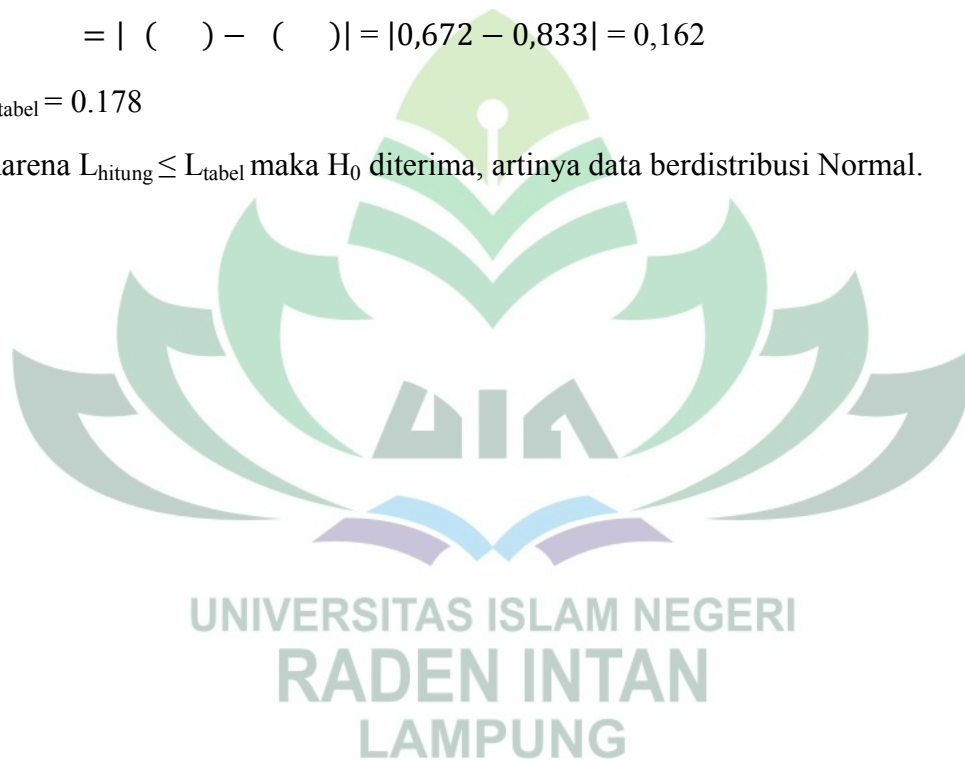 = | ( ) − ( )| = |0,672 − 0,833| = 0,162
tabel = 0.178
arena Lhitung ≤ Ltabel maka H0 diterima, artinya data berdistribusi Normal.
UIN
UNIVERSITAS ISLAM NEGERI
RADEN INTAN
LAMPUNG